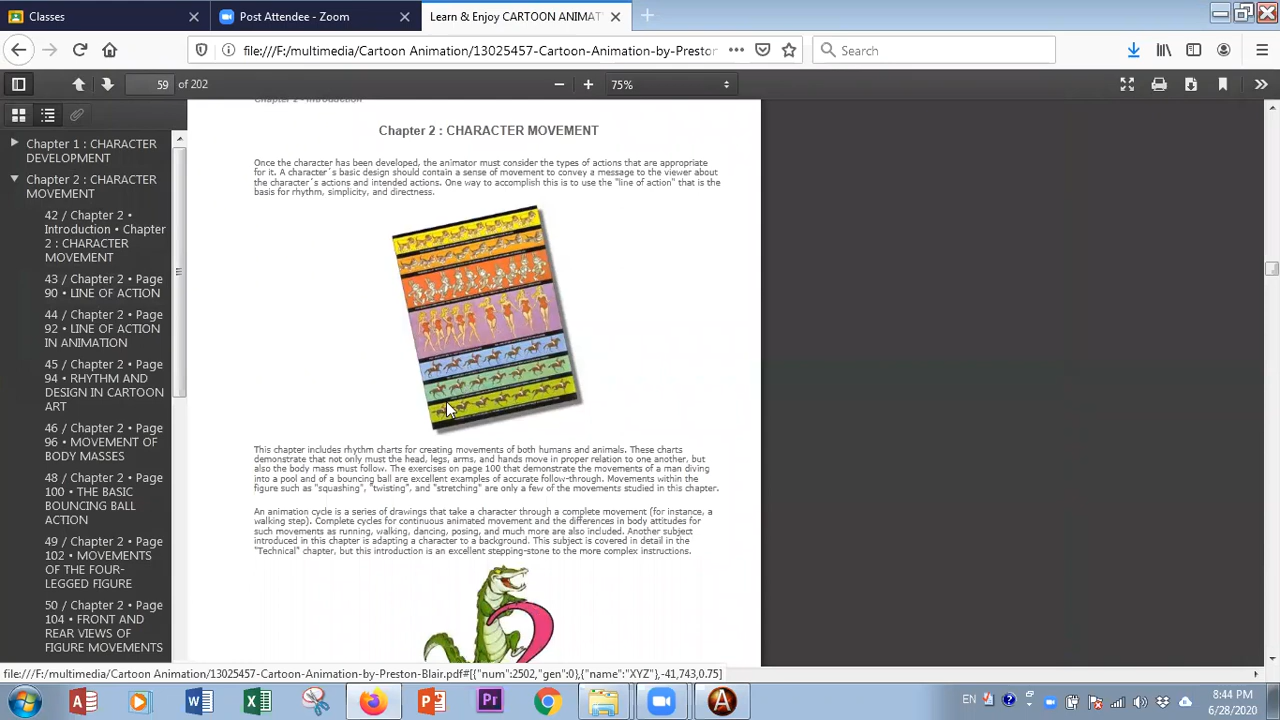 Classes
Post Attendee - Zoom
Learn & Enjoy CARTOON ANIMAT
file:///F:/multimedia/Cartoon Animation/13025457-Cartoon-Animation-by-Preston-
Search
59 of 202
75%
Chapter 1 : CHARACTER
DEVELOPMENT
Chapter 2 : CHARACTER
MOVEMENT
42 / Chapter 2 •
Introduction • Chapter
2 : CHARACTER
MOVEMENT
43 / Chapter 2 • Page
90 • LINE OF ACTION
44 / Chapter 2 • Page
92 • LINE OF ACTION
IN ANIMATION
45 / Chapter 2 • Page
94 • RHYTHM AND
DESIGN IN CARTOON
ART
46 / Chapter 2 • Page
96 • MOVEMENT OF
BODY MASSES
48 / Chapter 2 • Page
100 • THE BASIC
BOUNCING BALL
ACTION
49 / Chapter 2 • Page
102 • MOVEMENTS
OF THE FOUR-
LEGGED FIGURE
50 / Chapter 2 • Page
104 • FRONT AND
REAR VIEWS OF
FIGURE MOVEMENTS
Chapter 2 - Introduction
Chapter 2 : CHARACTER MOVEMENT
Once the character has been developed, the animator must consider the types of actions that are appropriate
for it. A character´s basic design should contain a sense of movement to convey a message to the viewer about
the character´s actions and intended actions. One way to accomplish this is to use the "line of action" that is the
basis for rhythm, simplicity, and directness.
This chapter includes rhythm charts for creating movements of both humans and animals. These charts
demonstrate that not only must the head, legs, arms, and hands move in proper relation to one another, but
also the body mass must follow. The exercises on page 100 that demonstrate the movements of a man diving
into a pool and of a bouncing ball are excellent examples of accurate follow-through. Movements within the
figure such as "squashing", "twisting", and "stretching" are only a few of the movements studied in this chapter.
An animation cycle is a series of drawings that take a character through a complete movement (for instance, a
walking step). Complete cycles for continuous animated movement and the differences in body attitudes for
such movements as running, walking, dancing, posing, and much more are also included. Another subject
introduced in this chapter is adapting a character to a background. This subject is covered in detail in the
"Technical" chapter, but this introduction is an excellent stepping-stone to the more complex instructions.
file:///F:/multimedia/Cartoon Animation/13025457-Cartoon-Animation-by-Preston-Blair.pdf#[{"num":2502,"gen":0},{"name":"XYZ"},-41,743,0.75]
EN
8:44 PM
6/28/2020